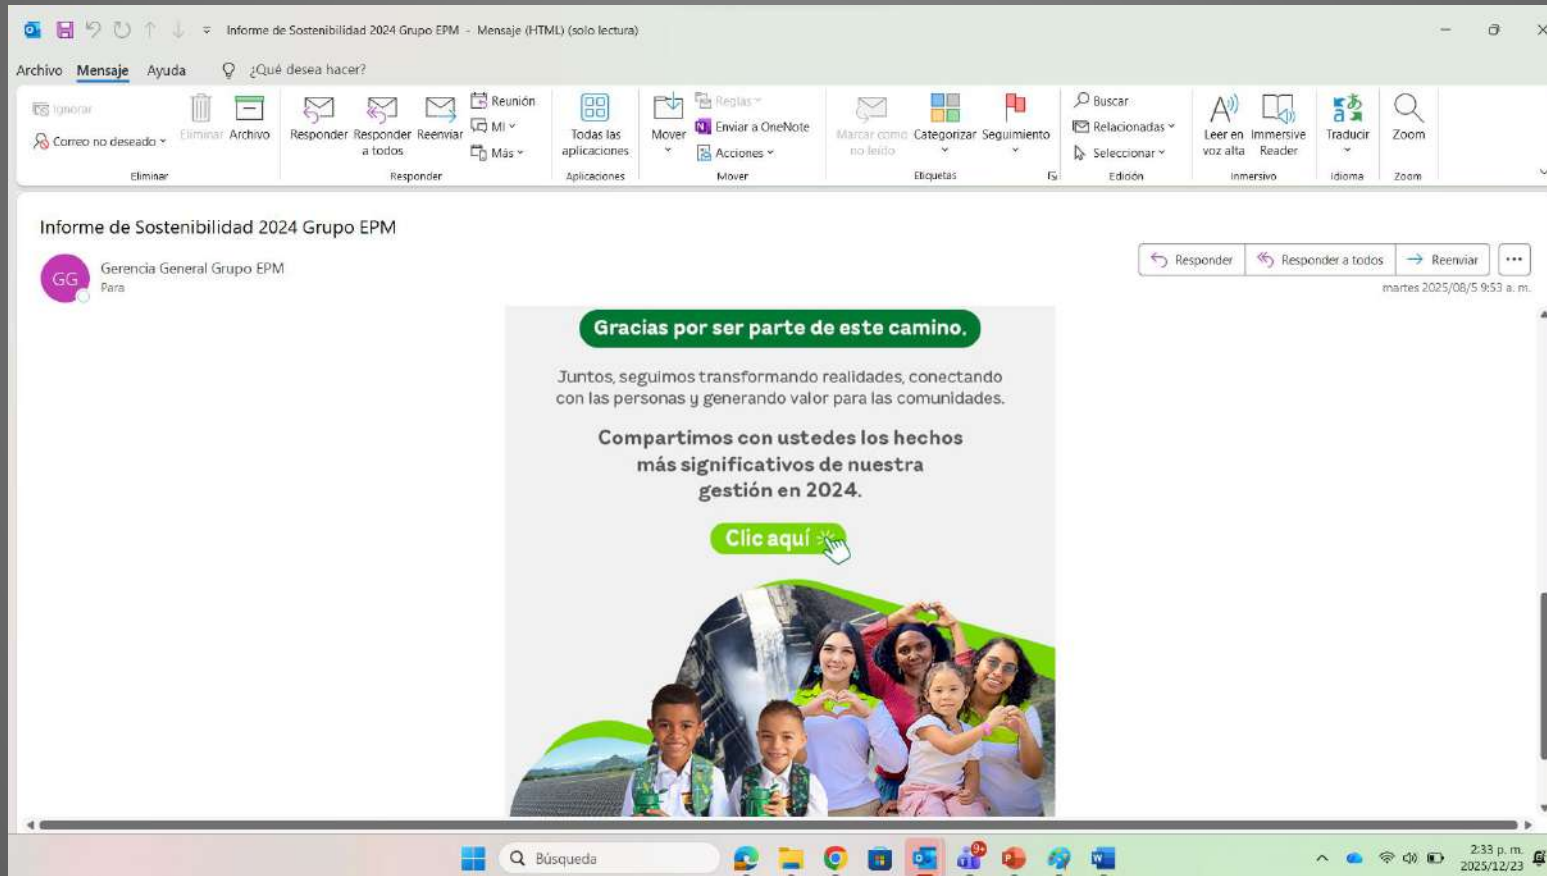 Informe de Sostenibilidad 2024 Grupo EPM - Mensaje (HTML) (solo lectura)
Archivo Mensaje Ayuda ¿Qué desea hacer?
Ignorar
Correo no deseado
Eliminar
Archivo
Eliminar
Responder
Responder a todos
Reenviar
Reunión
MI
Más
Responder
Todas las aplicaciones
Aplicaciones
Mover
Reglas
Enviar a OneNote
Acciones
Mover
Marcar como no leído
Categorizar
Seguimiento
Etiquetas
Buscar
Relacionadas
Seleccionar
Edición
Leer en voz alta
Immersive Reader
Inmersivo
Traducir
Idioma
Zoom
Zoom
Informe de Sostenibilidad 2024 Grupo EPM
GG
Gerencia General Grupo EPM
Para
Responder
Responder a todos
Reenviar
martes 2025/08/5 9:53 a. m.
Gracias por ser parte de este camino.
Juntos, seguimos transformando realidades, conectando
con las personas y generando valor para las comunidades.
Compartimos con ustedes los hechos
más significativos de nuestra
gestión en 2024.
Clic aquí
Búsqueda
9+
2:33 p. m.
2025/12/23